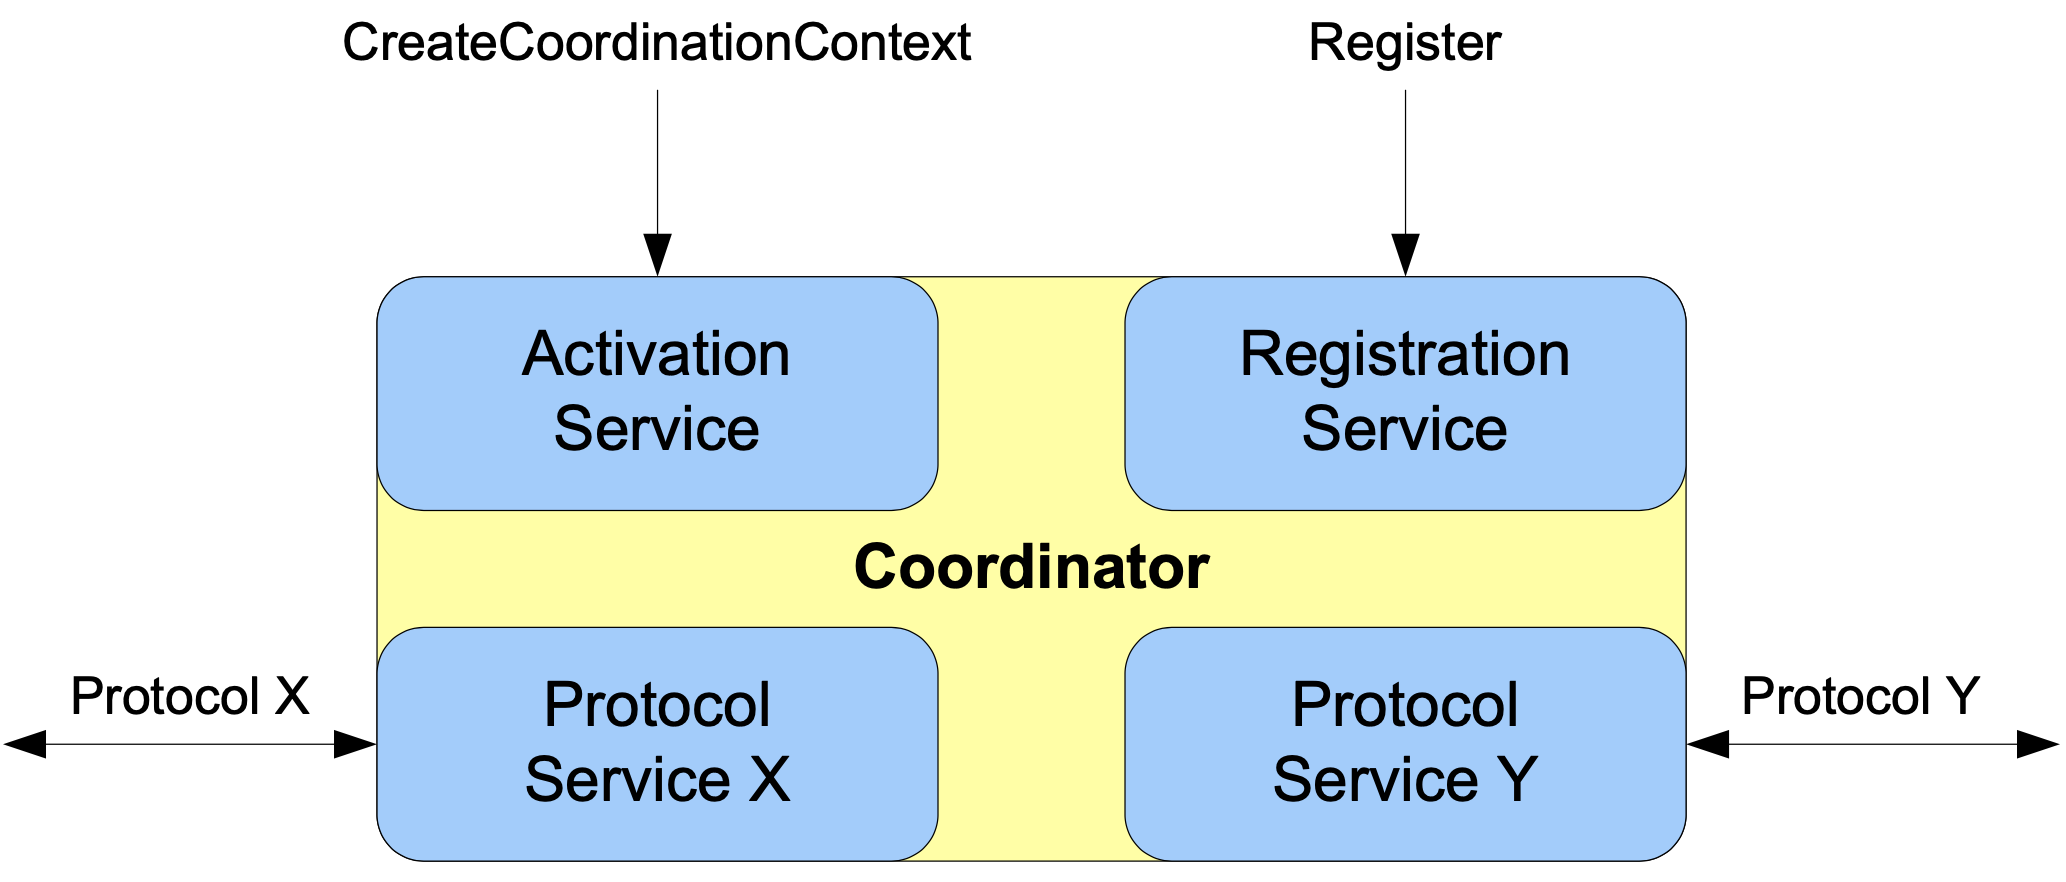 CreateCoordinationContext
Register
Activation
Service
Registration
Service
Coordinator
Protocol X
Protocol
Service X
Protocol
Service Y
Protocol Y